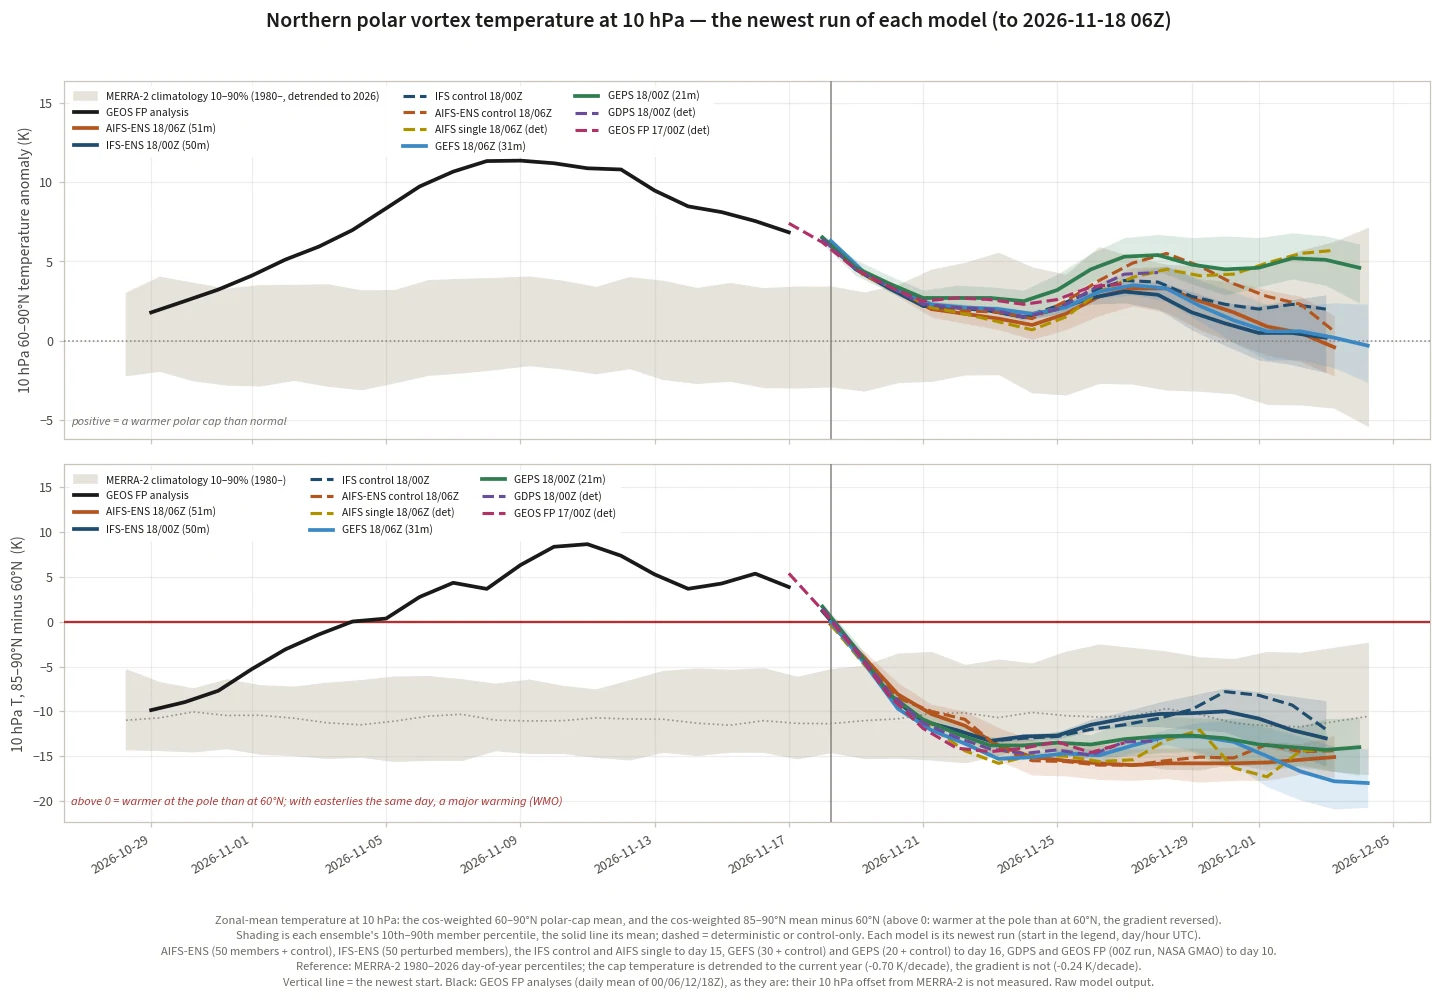 Northern polar vortex temperature at 10 hPa — the newest run of each model (to 2026-11-18 06Z)
10 hPa 60–90°N temperature anomaly (K)
15
10
5
0
−5
MERRA-2 climatology 10–90% (1980–, detrended to 2026)
GEOS FP analysis
AIFS-ENS 18/06Z (51m)
IFS-ENS 18/00Z (50m)
IFS control 18/00Z
AIFS-ENS control 18/06Z
AIFS single 18/06Z (det)
GEFS 18/06Z (31m)
GEPS 18/00Z (21m)
GDPS 18/00Z (det)
GEOS FP 17/00Z (det)
positive = a warmer polar cap than normal
10 hPa T, 85–90°N minus 60°N (K)
15
10
5
0
−5
−10
−15
−20
MERRA-2 climatology 10–90% (1980–)
GEOS FP analysis
AIFS-ENS 18/06Z (51m)
IFS-ENS 18/00Z (50m)
IFS control 18/00Z
AIFS-ENS control 18/06Z
AIFS single 18/06Z (det)
GEFS 18/06Z (31m)
GEPS 18/00Z (21m)
GDPS 18/00Z (det)
GEOS FP 17/00Z (det)
above 0 = warmer at the pole than at 60°N; with easterlies the same day, a major warming (WMO)
2026-10-29
2026-11-01
2026-11-05
2026-11-09
2026-11-13
2026-11-17
2026-11-21
2026-11-25
2026-11-29
2026-12-01
2026-12-05
Zonal-mean temperature at 10 hPa: the cos-weighted 60–90°N polar-cap mean, and the cos-weighted 85–90°N mean minus 60°N (above 0: warmer at the pole than at 60°N, the gradient reversed).
Shading is each ensemble's 10th–90th member percentile, the solid line its mean; dashed = deterministic or control-only. Each model is its newest run (start in the legend, day/hour UTC).
AIFS-ENS (50 members + control), IFS-ENS (50 perturbed members), the IFS control and AIFS single to day 15, GEFS (30 + control) and GEPS (20 + control) to day 16, GDPS and GEOS FP (00Z run, NASA GMAO) to day 10.
Reference: MERRA-2 1980–2026 day-of-year percentiles; the cap temperature is detrended to the current year (-0.70 K/decade), the gradient is not (-0.24 K/decade).
Vertical line = the newest start. Black: GEOS FP analyses (daily mean of 00/06/12/18Z), as they are: their 10 hPa offset from MERRA-2 is not measured. Raw model output.